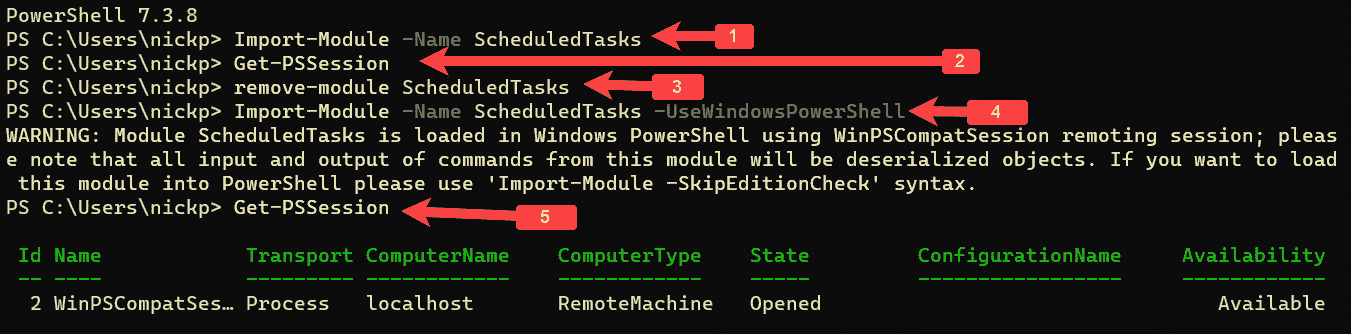 PowerShell 7.3.8
PS C:\Users\nickp> Import-Module -Name ScheduledTasks 1
PS C:\Users\nickp> Get-PSSession 2
PS C:\Users\nickp> remove-module ScheduledTasks 3
PS C:\Users\nickp> Import-Module -Name ScheduledTasks -UseWindowsPowerShell 4
WARNING: Module ScheduledTasks is loaded in Windows PowerShell using WinPSCompatSession remoting session; pleas
e note that all input and output of commands from this module will be deserialized objects. If you want to load
 this module into PowerShell please use 'Import-Module -SkipEditionCheck' syntax.
PS C:\Users\nickp> Get-PSSession 5
 Id Name            Transport ComputerName    ComputerType    State         ConfigurationName     Availability
 -- ----            --------- ------------    ------------    -----         -----------------     ------------
  2 WinPSCompatSes… Process   localhost       RemoteMachine   Opened                                 Available